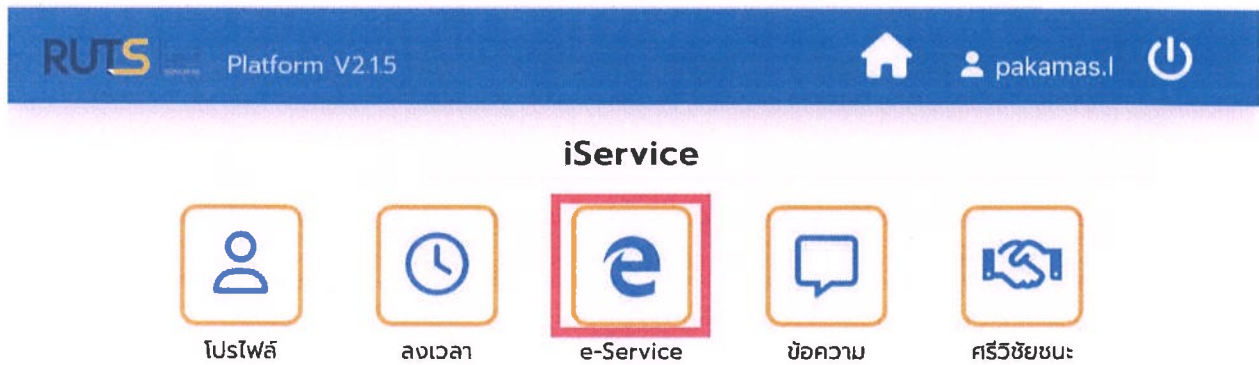 RUTS Platform V2.1.5 pakamas.l
iService
โปรไฟล์ ลงเวลา e-Service ข้อความ ศรีวิชัยชนะ